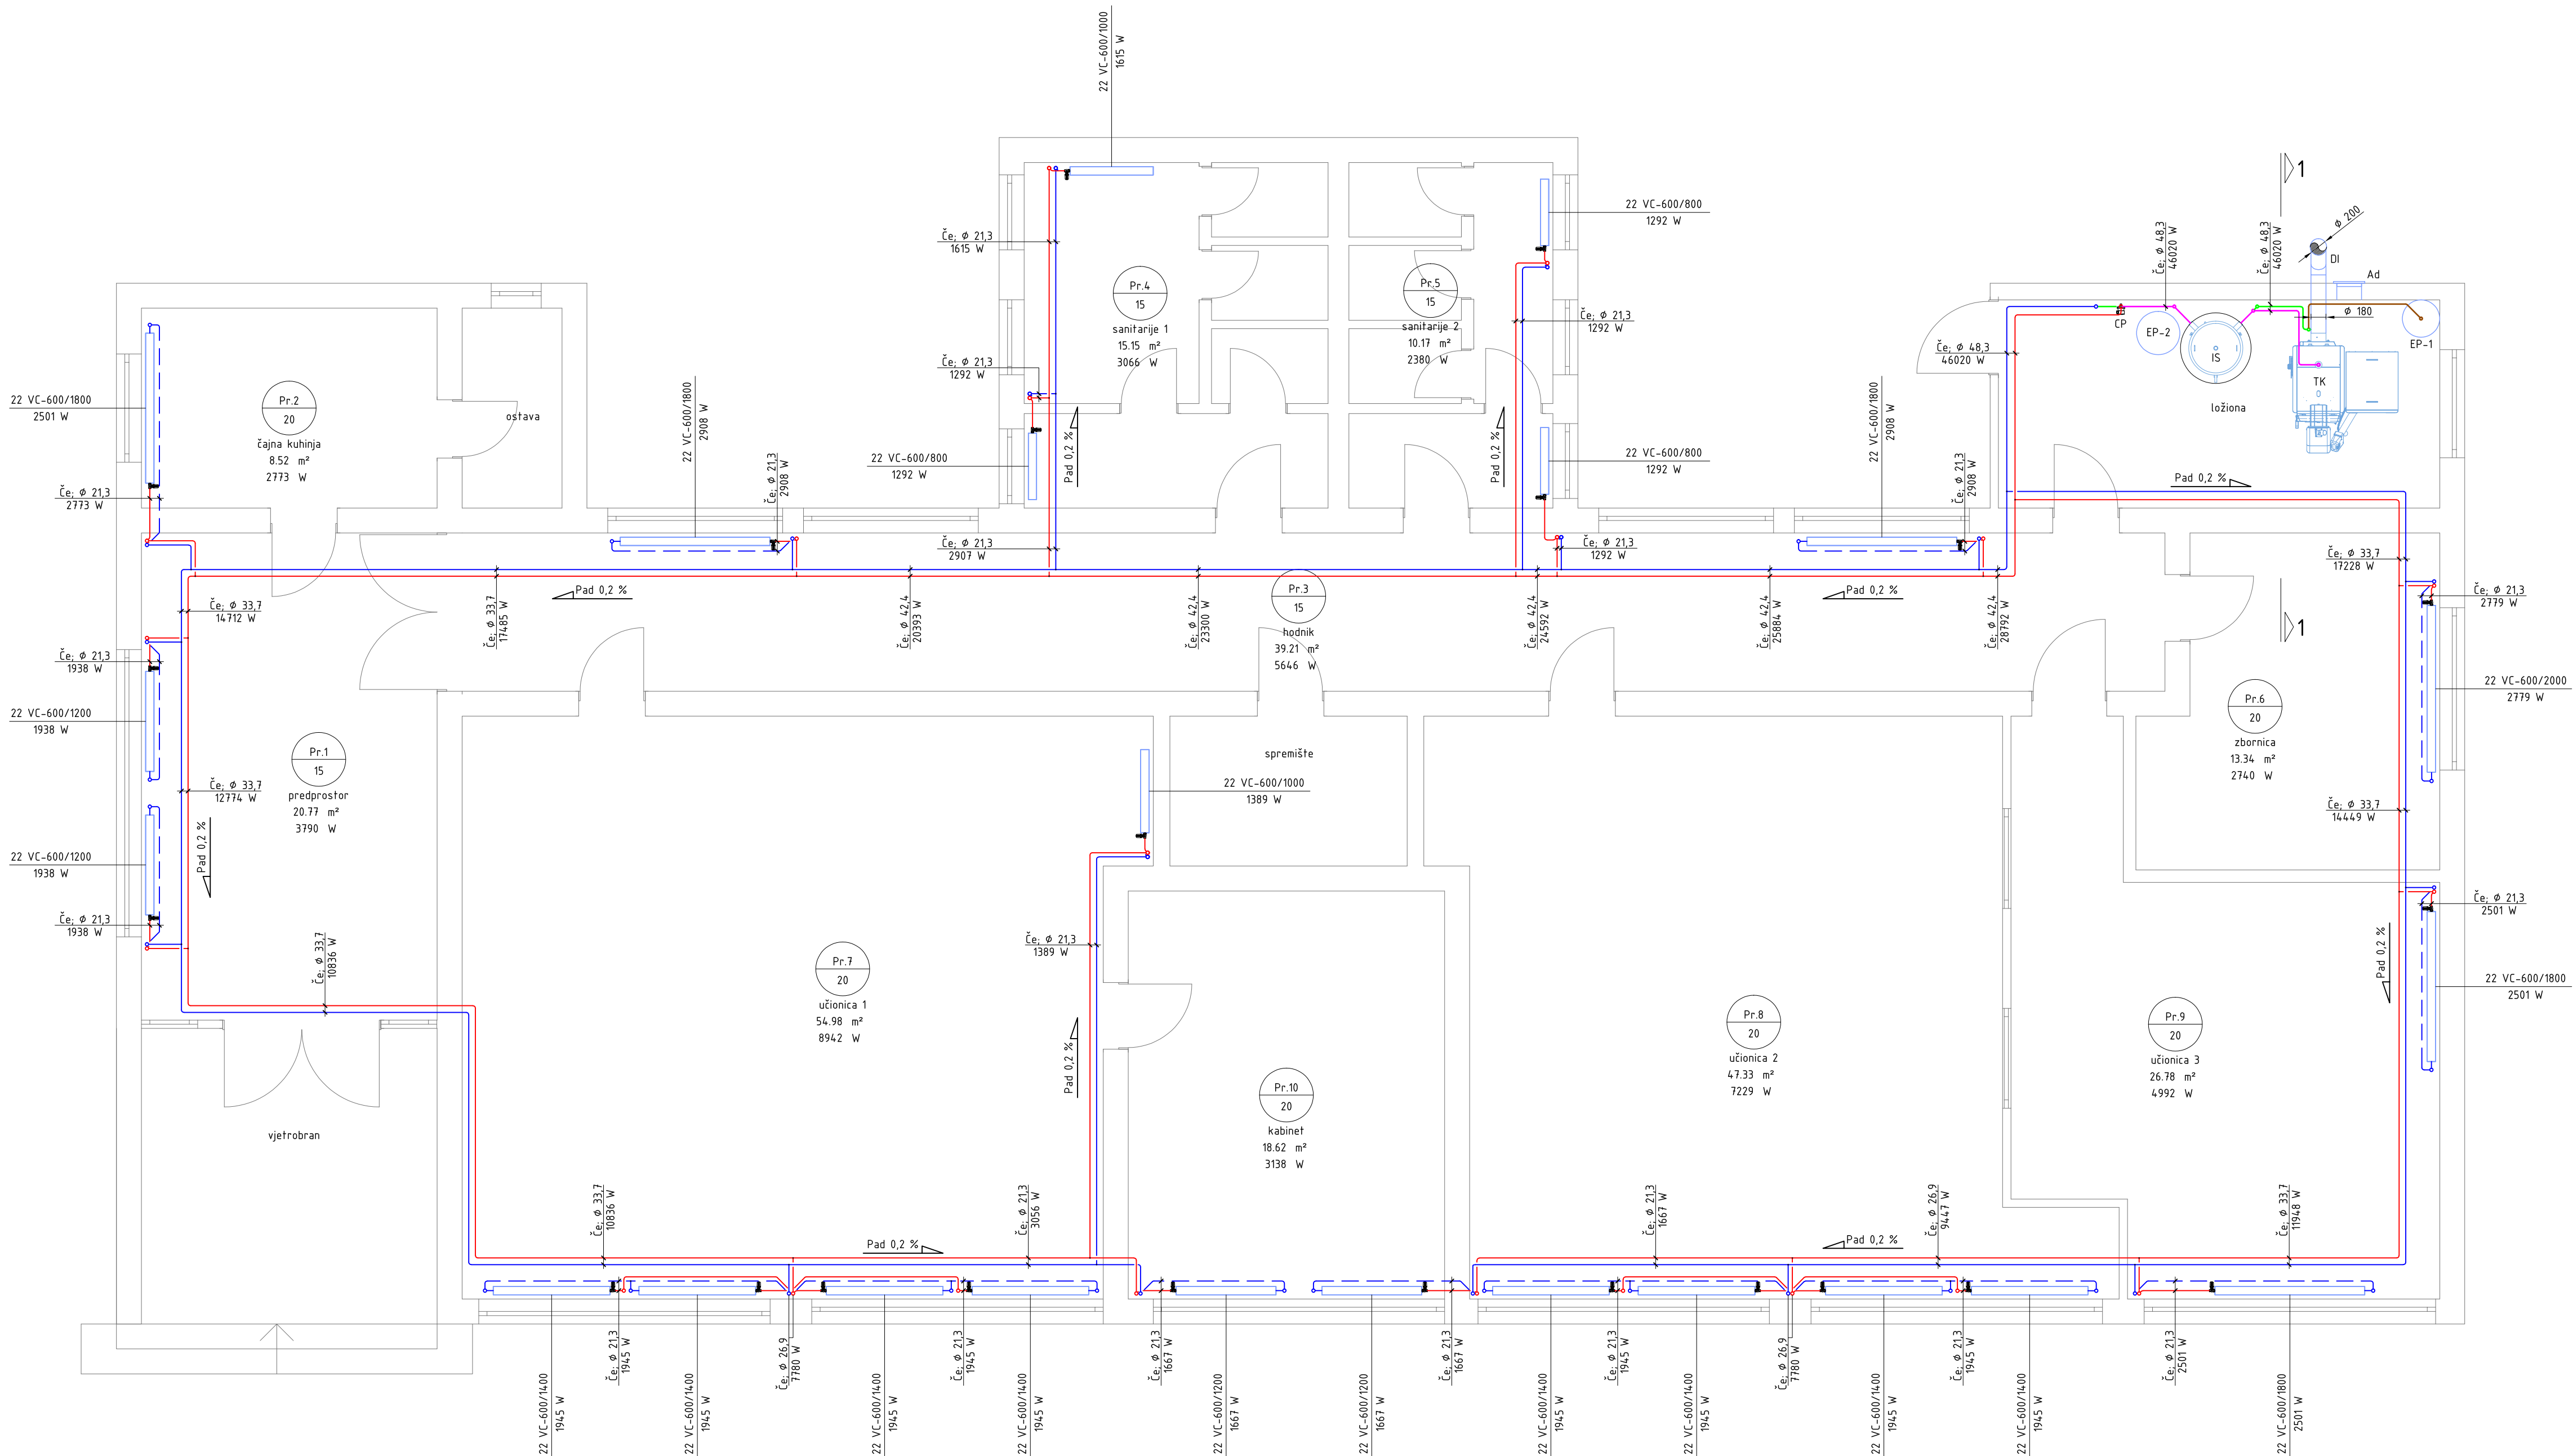 22 VC-600/1000
1615 W
1
Φ 200
DI
Ad
Φ 180
CP
EP-2
IS
TK
EP-1
ložiona
Če; Φ 48,3
46020 W
Če; Φ 48,3
46020 W
Če; Φ 48,3
46020 W
22 VC-600/800
1292 W
Če; Φ 21,3
1615 W
Pr.4
15
sanitarije 1
15.15 m²
3066 W
Pr.5
15
sanitarije 2
10.17 m²
2380 W
Če; Φ 21,3
1292 W
Če; Φ 21,3
1292 W
22 VC-600/800
1292 W
22 VC-600/800
1292 W
Pad 0,2 %
Pad 0,2 %
22 VC-600/1800
2501 W
Pr.2
20
čajna kuhinja
8.52 m²
2773 W
ostava
22 VC-600/1800
2908 W
Če; Φ 21,3
2908 W
22 VC-600/1800
2908 W
Če; Φ 21,3
2908 W
Pad 0,2 %
Če; Φ 21,3
2773 W
Če; Φ 21,3
2907 W
Če; Φ 21,3
1292 W
Če; Φ 33,7
17228 W
Pad 0,2 %
Pad 0,2 %
Pr.3
15
hodnik
39.21 m²
5646 W
Če; Φ 33,7
14712 W
Če; Φ 33,7
17485 W
Če; Φ 42,4
20393 W
Če; Φ 42,4
23300 W
Če; Φ 42,4
24592 W
Če; Φ 42,4
25884 W
Če; Φ 42,4
28792 W
Če; Φ 21,3
2779 W
1
Če; Φ 21,3
1938 W
22 VC-600/1200
1938 W
22 VC-600/2000
2779 W
Pr.6
20
zbornica
13.34 m²
2740 W
Pr.1
15
predprostor
20.77 m²
3790 W
spremište
22 VC-600/1000
1389 W
Če; Φ 33,7
12774 W
Pad 0,2 %
Če; Φ 33,7
14449 W
22 VC-600/1200
1938 W
Če; Φ 21,3
1938 W
Če; Φ 33,7
10836 W
Če; Φ 21,3
1389 W
Če; Φ 21,3
2501 W
Pad 0,2 %
22 VC-600/1800
2501 W
Pr.7
20
učionica 1
54.98 m²
8942 W
Pad 0,2 %
Pr.10
20
kabinet
18.62 m²
3138 W
Pr.8
20
učionica 2
47.33 m²
7229 W
Pr.9
20
učionica 3
26.78 m²
4992 W
vjetrobran
Če; Φ 33,7
10836 W
Pad 0,2 %
Če; Φ 21,3
3056 W
Če; Φ 21,3
1667 W
Pad 0,2 %
Če; Φ 26,9
9447 W
Če; Φ 33,7
11948 W
Če; Φ 21,3
1945 W
Če; Φ 26,9
7780 W
Če; Φ 21,3
1945 W
Če; Φ 21,3
1667 W
Če; Φ 21,3
1667 W
Če; Φ 21,3
1945 W
Če; Φ 26,9
7780 W
Če; Φ 21,3
1945 W
Če; Φ 21,3
2501 W
22 VC-600/1400
1945 W
22 VC-600/1400
1945 W
22 VC-600/1400
1945 W
22 VC-600/1400
1945 W
22 VC-600/1200
1667 W
22 VC-600/1200
1667 W
22 VC-600/1400
1945 W
22 VC-600/1400
1945 W
22 VC-600/1400
1945 W
22 VC-600/1400
1945 W
22 VC-600/1800
2501 W